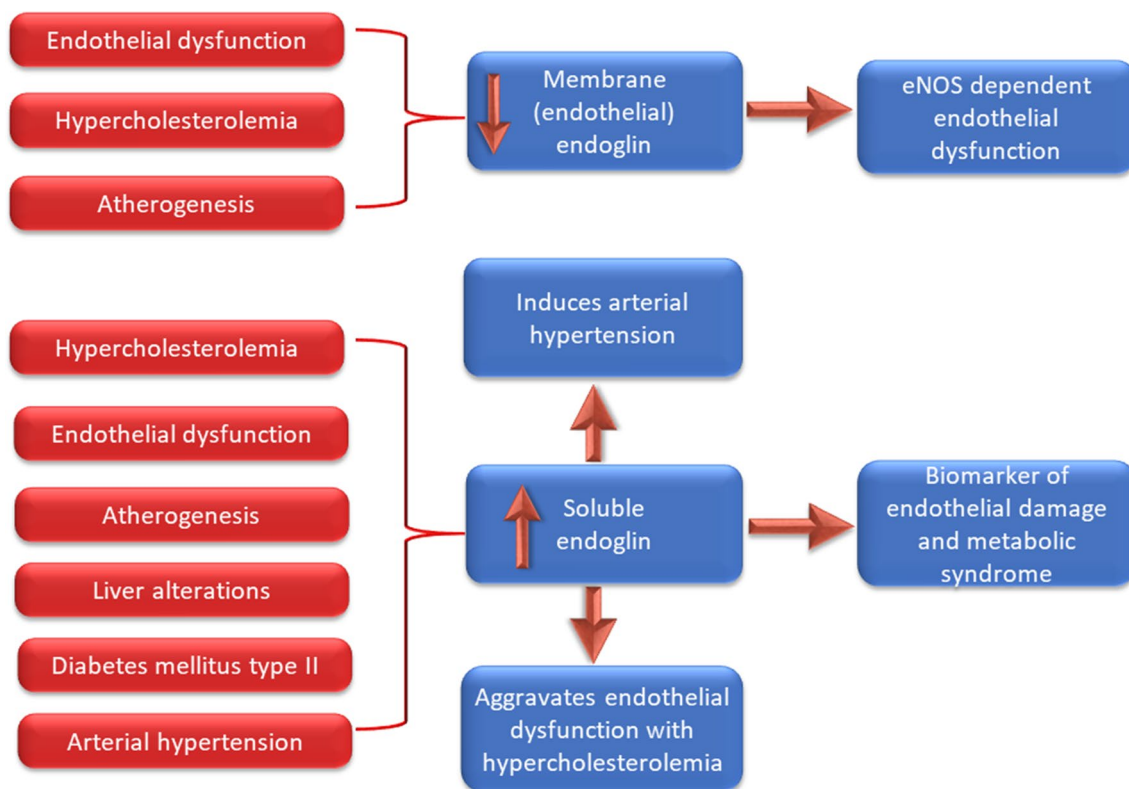 Endothelial dysfunction
Hypercholesterolemia
Atherogenesis
Membrane
(endothelial)
endoglin
eNOS dependent
endothelial
dysfunction
Induces arterial
hypertension
Hypercholesterolemia
Endothelial dysfunction
Atherogenesis
Liver alterations
Diabetes mellitus type II
Arterial hypertension
Soluble
endoglin
Biomarker of
endothelial damage
and metabolic
syndrome
Aggravates endothelial
dysfunction with
hypercholesterolemia